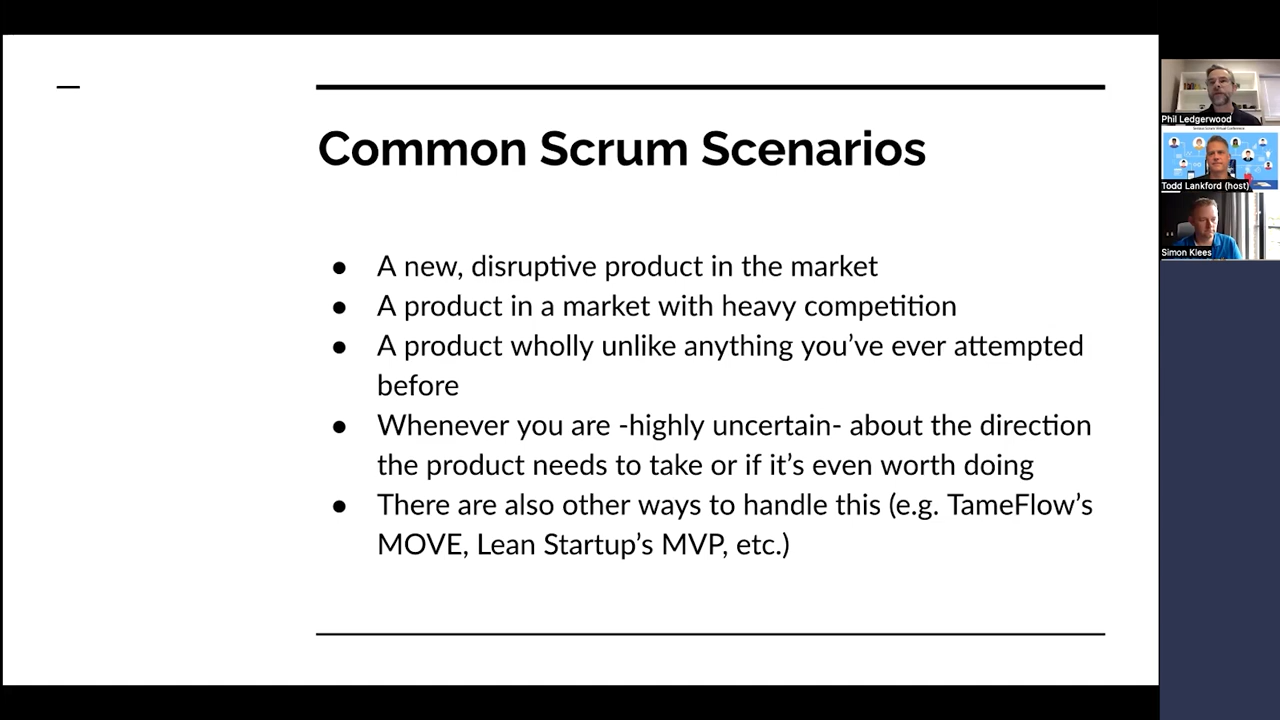 Common Scrum Scenarios
● A new, disruptive product in the market
● A product in a market with heavy competition
● A product wholly unlike anything you've ever attempted
before
● Whenever you are -highly uncertain- about the direction
the product needs to take or if it's even worth doing
● There are also other ways to handle this (e.g. TameFlow's
MOVE, Lean Startup's MVP, etc.)
Phil Ledgerwood
Todd Lankford (host)
Simon Klees